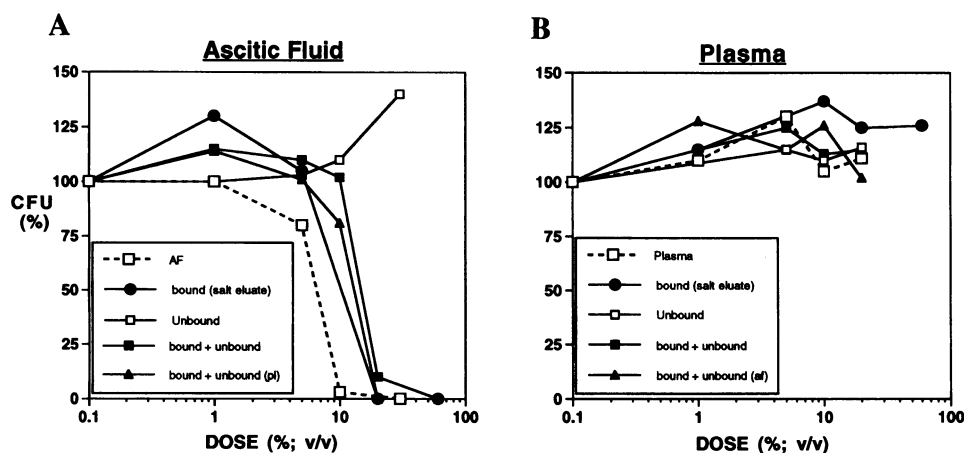 A
Ascitic Fluid
150
125
100
CFU
(%)
75
50
25
0
AF
bound (salt eluate)
Unbound
bound + unbound
bound + unbound (pl)
0.1
1
10
100
DOSE (%; v/v)
B
Plasma
150
125
100
75
50
25
0
Plasma
bound (salt eluate)
Unbound
bound + unbound
bound + unbound (af)
0.1
1
10
100
DOSE (%; v/v)